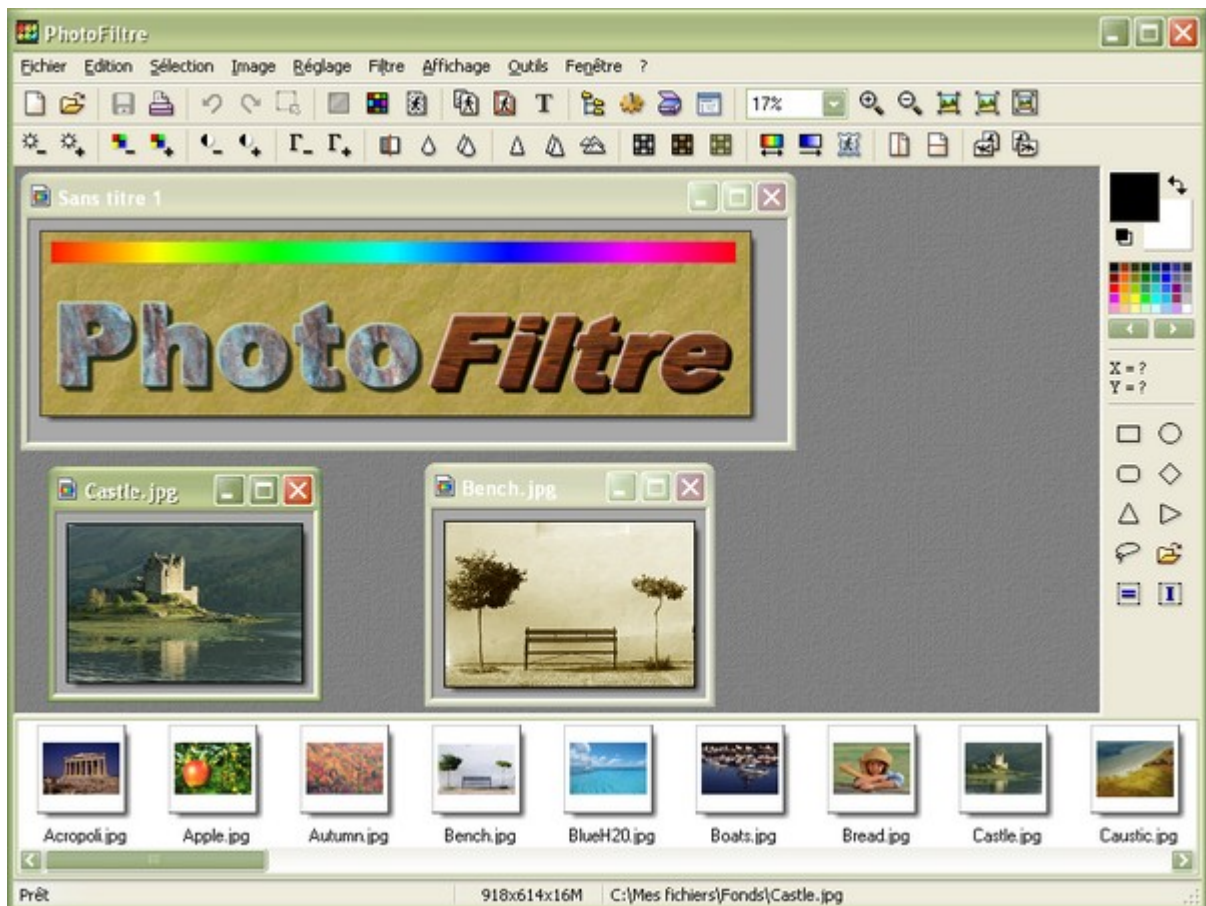 PhotoFiltre
Fichier Edition Sélection Image Réglage Filtre Affichage Outils Fenêtre ?
T 17%
Γ- Γ+
Sans titre 1
Photo Filtre
X = ?
Y = ?
Castle.jpg
Bench.jpg
Acropoli.jpg Apple.jpg Autumn.jpg Bench.jpg BlueH20.jpg Boats.jpg Bread.jpg Castle.jpg Caustic.jpg
Prêt 918x614x16M C:\Mes fichiers\Fonds\Castle.jpg